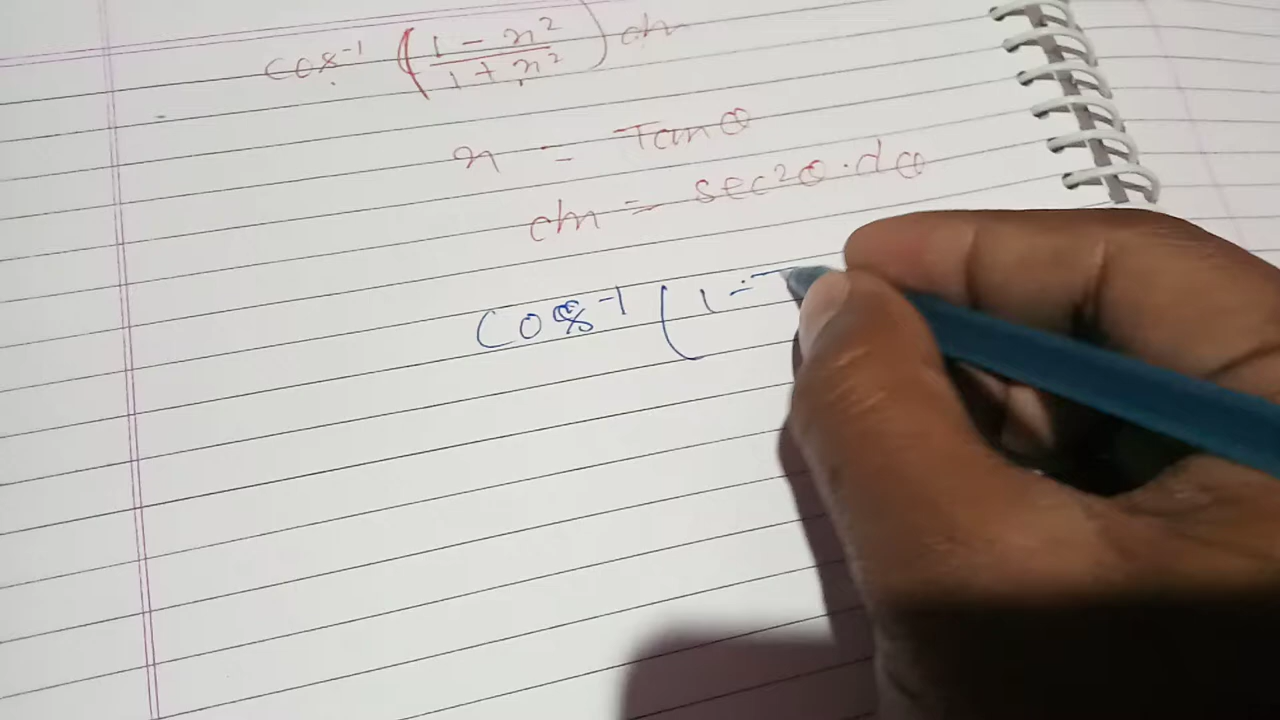 cos⁻¹ (1 - x² / 1 + x²) dx
x = Tanθ
dx = sec²θ . dθ
cos⁻¹ (1 - T